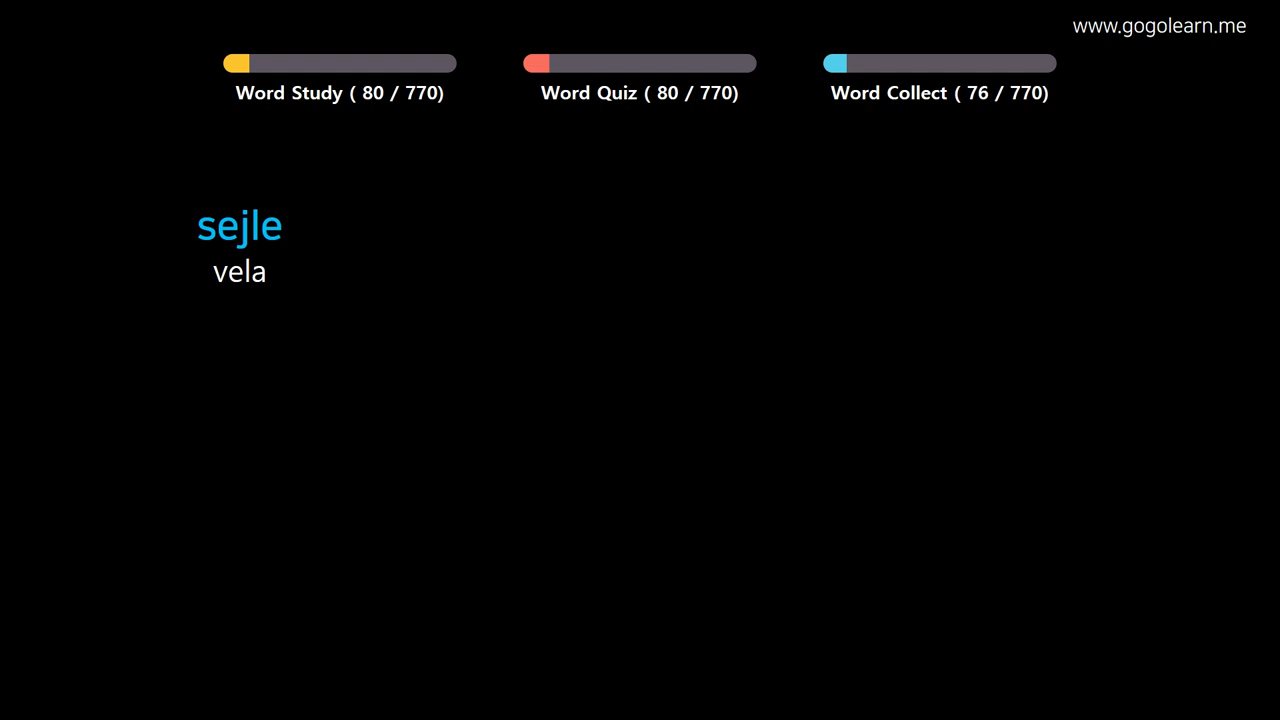 www.gogolearn.me
Word Study ( 80 / 770)
Word Quiz ( 80 / 770)
Word Collect ( 76 / 770)
sejle
vela